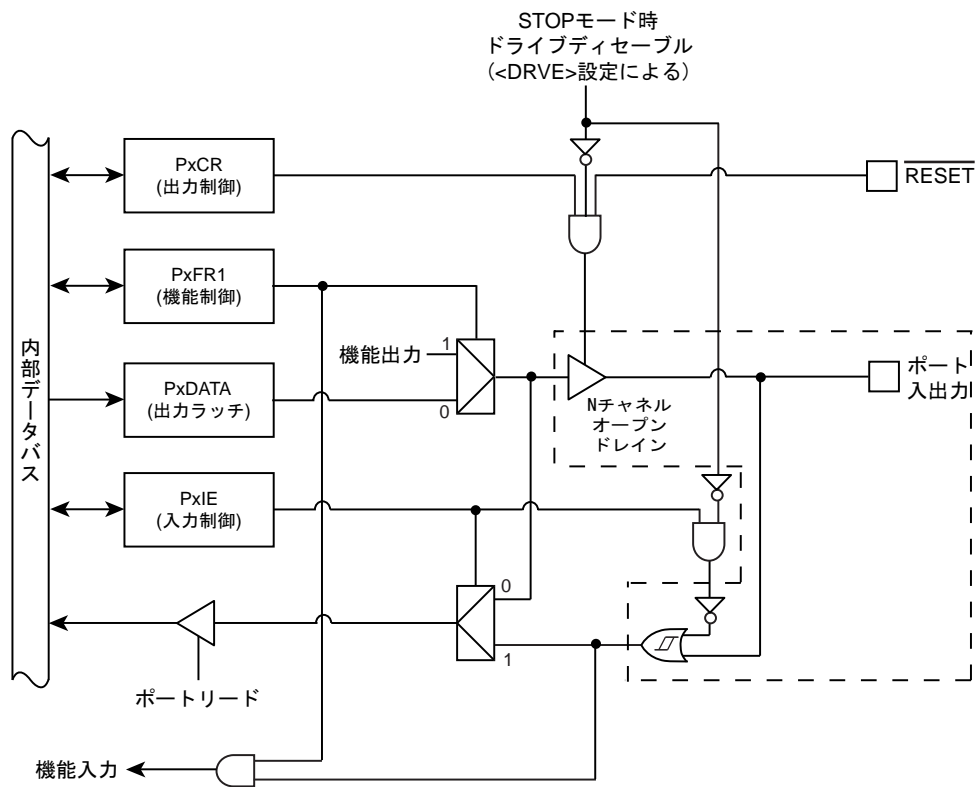 STOPモード時
ドライブディセーブル
(<DRVE>設定による)
PxCR
(出力制御)
RESET
PxFR1
(機能制御)
機能出力
1
0
内部データバス
PxDATA
(出力ラッチ)
Nチャネル
オープン
ドレイン
ポート
入出力
PxIE
(入力制御)
0
1
ポートリード
機能入力